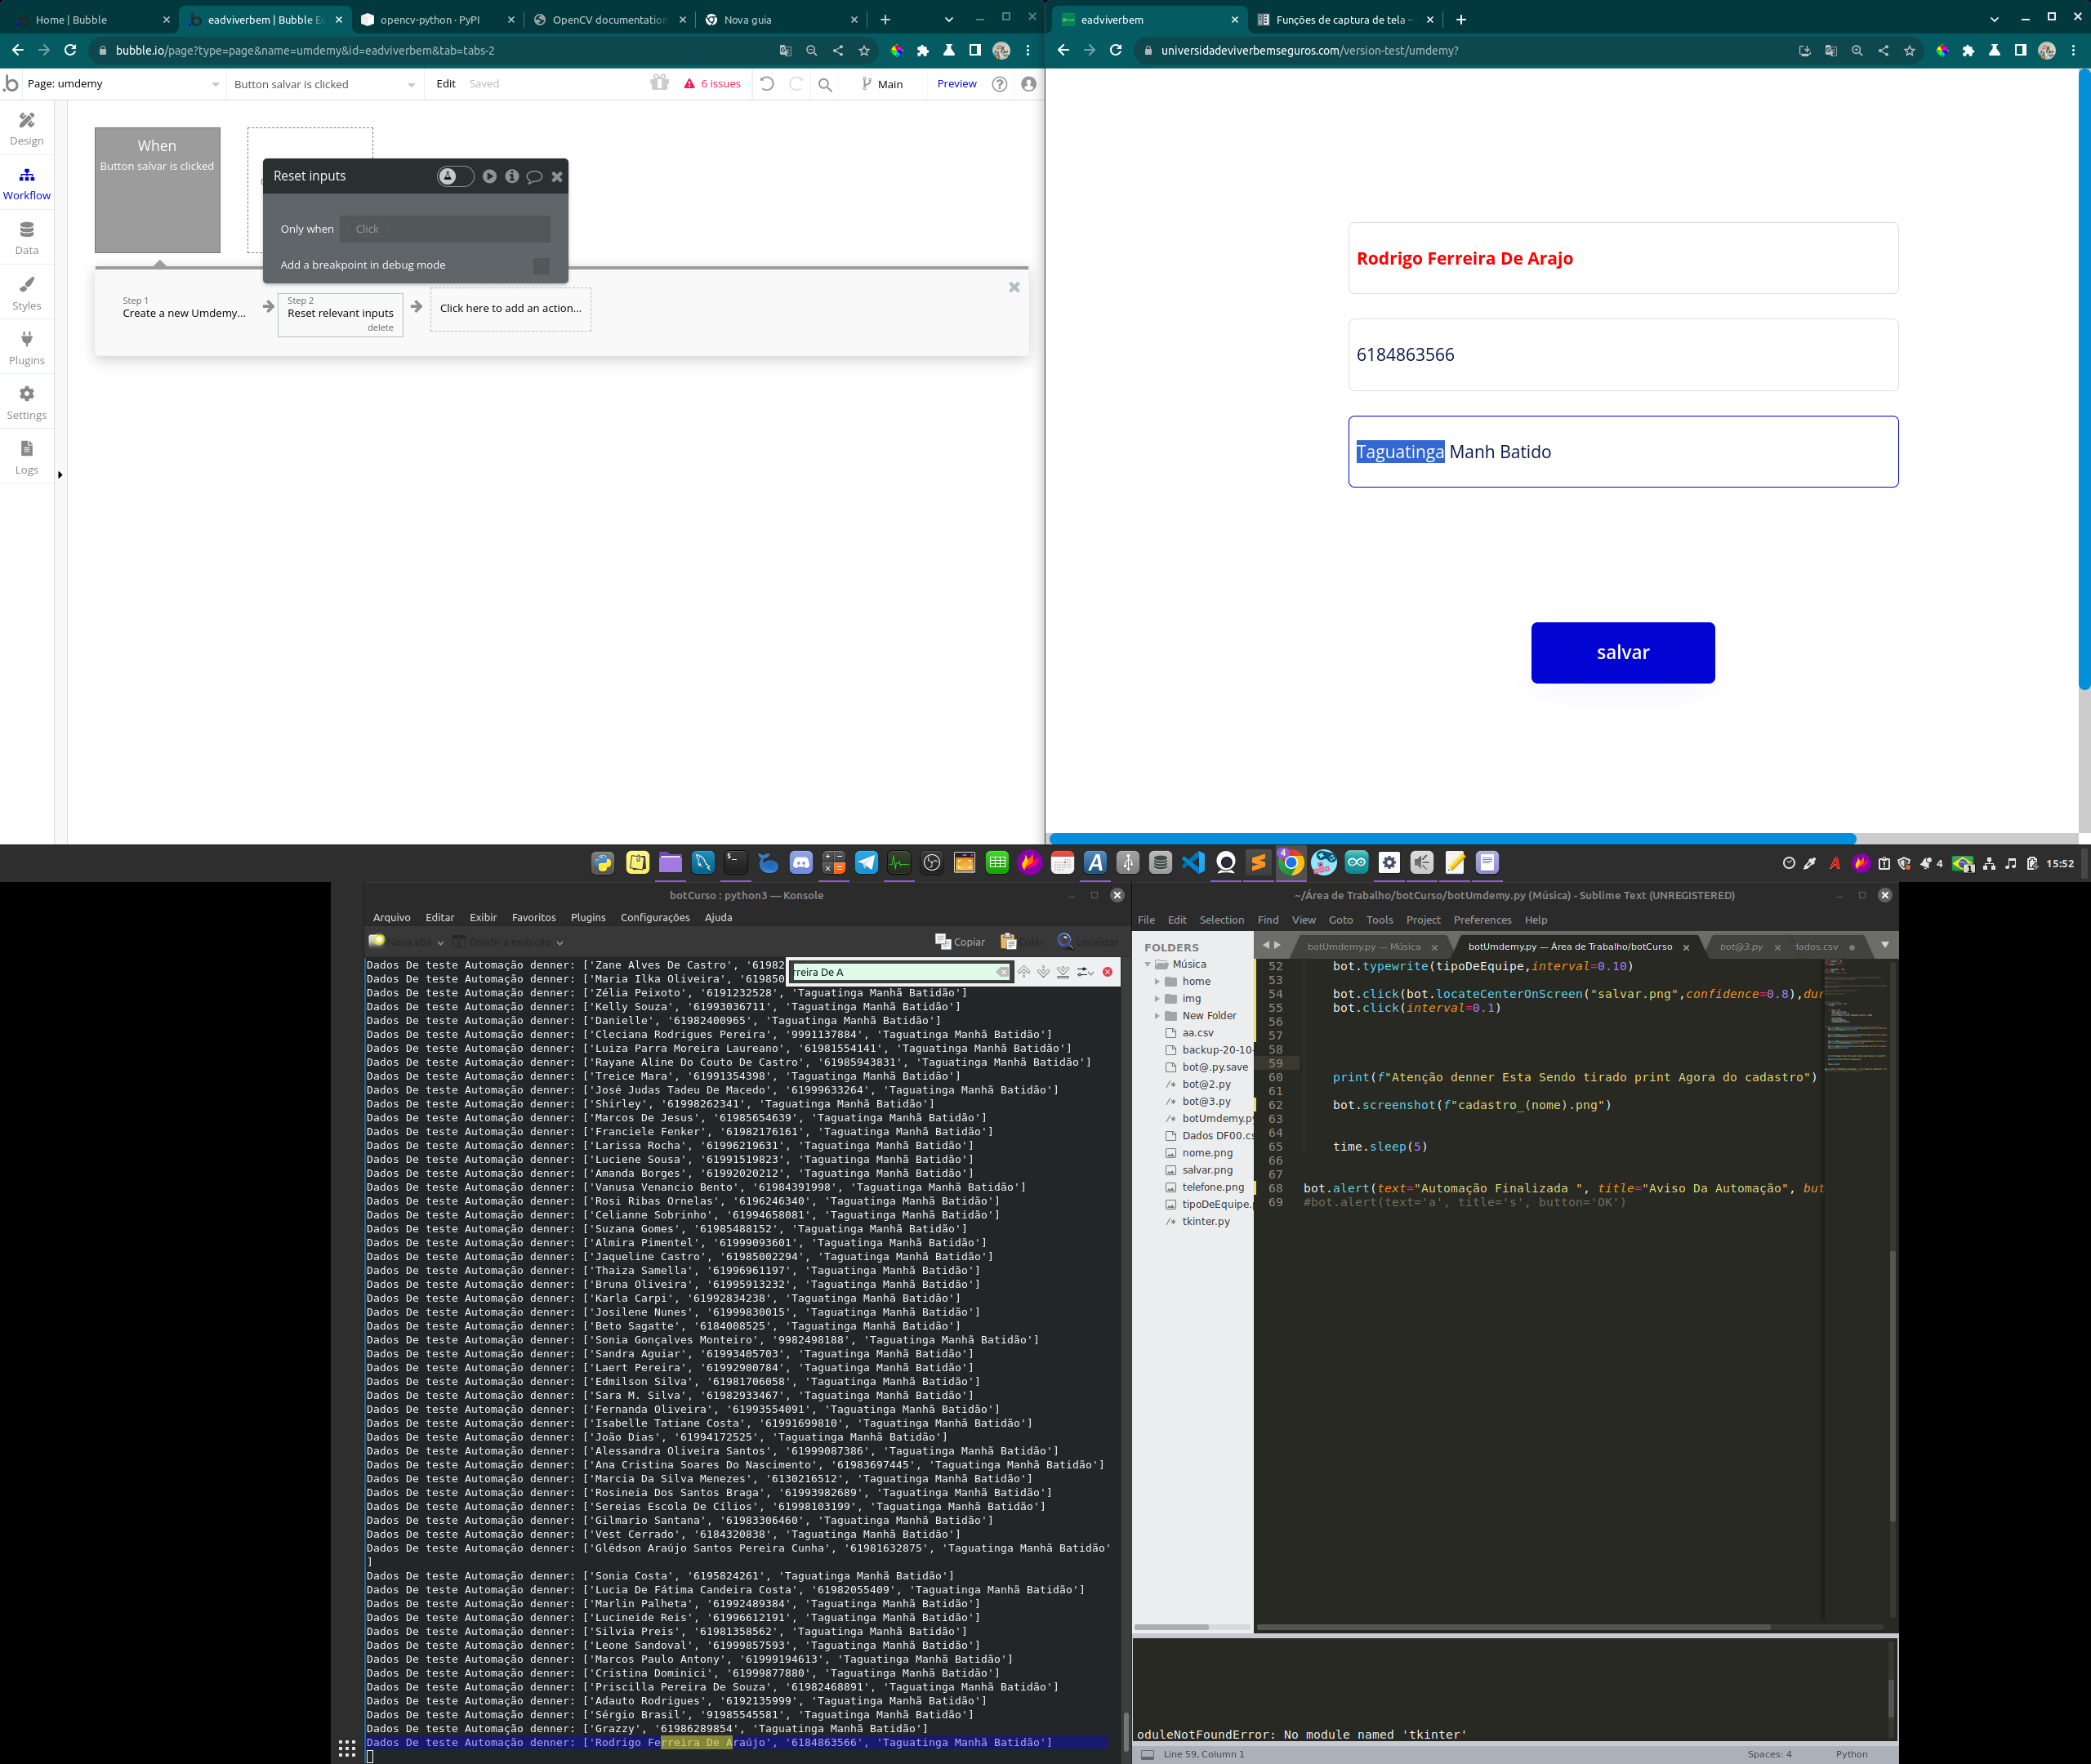 Home | Bubble
eadviverbem | Bubble Ed
opencv-python · PyPI
OpenCV documentation
Nova guia
bubble.io/page?type=page&name=umdemy&id=eadviverbem&tab=tabs-2
Page: umdemy
Button salvar is clicked
Edit
Saved
6 issues
Main
Preview
Design
Workflow
Data
Styles
Plugins
Settings
Logs
When
Button salvar is clicked
Reset inputs
Only when
Click
Add a breakpoint in debug mode
Step 1
Create a new Umdemy...
Step 2
Reset relevant inputs
delete
Click here to add an action...
eadviverbem
Funções de captura de tela
universidadeviverbemseguros.com/version-test/umdemy?
Rodrigo Ferreira De Arajo
6184863566
Taguatinga Manh Batido
salvar
4
15:52
botCurso : python3 — Konsole
Arquivo Editar Exibir Favoritos Plugins Configurações Ajuda
Nova aba
Dividir a exibição
Copiar
Colar
Localizar
rreira De A
Dados De teste Automação denner: ['Zane Alves De Castro', '61982
Dados De teste Automação denner: ['Maria Ilka Oliveira', '619850
Dados De teste Automação denner: ['Zélia Peixoto', '6191232528', 'Taguatinga Manhã Batidão']
Dados De teste Automação denner: ['Kelly Souza', '61993036711', 'Taguatinga Manhã Batidão']
Dados De teste Automação denner: ['Danielle', '61982400965', 'Taguatinga Manhã Batidão']
Dados De teste Automação denner: ['Cleciana Rodrigues Pereira', '9991137884', 'Taguatinga Manhã Batidão']
Dados De teste Automação denner: ['Luiza Parra Moreira Laureano', '61981554141', 'Taguatinga Manhã Batidão']
Dados De teste Automação denner: ['Rayane Aline Do Couto De Castro', '61985943831', 'Taguatinga Manhã Batidão']
Dados De teste Automação denner: ['Treice Mara', '61991354398', 'Taguatinga Manhã Batidão']
Dados De teste Automação denner: ['José Judas Tadeu De Macedo', '61999633264', 'Taguatinga Manhã Batidão']
Dados De teste Automação denner: ['Shirley', '61998262341', 'Taguatinga Manhã Batidão']
Dados De teste Automação denner: ['Marcos De Jesus', '61985654639', 'Taguatinga Manhã Batidão']
Dados De teste Automação denner: ['Franciele Fenker', '61982176161', 'Taguatinga Manhã Batidão']
Dados De teste Automação denner: ['Larissa Rocha', '61996219631', 'Taguatinga Manhã Batidão']
Dados De teste Automação denner: ['Luciene Sousa', '61991519823', 'Taguatinga Manhã Batidão']
Dados De teste Automação denner: ['Amanda Borges', '61992020212', 'Taguatinga Manhã Batidão']
Dados De teste Automação denner: ['Vanusa Venancio Bento', '61984391998', 'Taguatinga Manhã Batidão']
Dados De teste Automação denner: ['Rosi Ribas Ornelas', '6196246340', 'Taguatinga Manhã Batidão']
Dados De teste Automação denner: ['Celianne Sobrinho', '61994658081', 'Taguatinga Manhã Batidão']
Dados De teste Automação denner: ['Suzana Gomes', '61985488152', 'Taguatinga Manhã Batidão']
Dados De teste Automação denner: ['Almira Pimentel', '61999093601', 'Taguatinga Manhã Batidão']
Dados De teste Automação denner: ['Jaqueline Castro', '61985002294', 'Taguatinga Manhã Batidão']
Dados De teste Automação denner: ['Thaiza Samella', '61996961197', 'Taguatinga Manhã Batidão']
Dados De teste Automação denner: ['Bruna Oliveira', '61995913232', 'Taguatinga Manhã Batidão']
Dados De teste Automação denner: ['Karla Carpi', '61992834238', 'Taguatinga Manhã Batidão']
Dados De teste Automação denner: ['Josilene Nunes', '61999830015', 'Taguatinga Manhã Batidão']
Dados De teste Automação denner: ['Beto Sagatte', '6184008525', 'Taguatinga Manhã Batidão']
Dados De teste Automação denner: ['Sonia Gonçalves Monteiro', '9982498188', 'Taguatinga Manhã Batidão']
Dados De teste Automação denner: ['Sandra Aguiar', '61993405703', 'Taguatinga Manhã Batidão']
Dados De teste Automação denner: ['Laert Pereira', '61992900784', 'Taguatinga Manhã Batidão']
Dados De teste Automação denner: ['Edmilson Silva', '61981706058', 'Taguatinga Manhã Batidão']
Dados De teste Automação denner: ['Sara M. Silva', '61982933467', 'Taguatinga Manhã Batidão']
Dados De teste Automação denner: ['Fernanda Oliveira', '61993554091', 'Taguatinga Manhã Batidão']
Dados De teste Automação denner: ['Isabelle Tatiane Costa', '61991699810', 'Taguatinga Manhã Batidão']
Dados De teste Automação denner: ['João Dias', '61994172525', 'Taguatinga Manhã Batidão']
Dados De teste Automação denner: ['Alessandra Oliveira Santos', '61999087386', 'Taguatinga Manhã Batidão']
Dados De teste Automação denner: ['Ana Cristina Soares Do Nascimento', '61983697445', 'Taguatinga Manhã Batidão']
Dados De teste Automação denner: ['Marcia Da Silva Menezes', '6130216512', 'Taguatinga Manhã Batidão']
Dados De teste Automação denner: ['Rosineia Dos Santos Braga', '61993982689', 'Taguatinga Manhã Batidão']
Dados De teste Automação denner: ['Sereias Escola De Cílios', '61998103199', 'Taguatinga Manhã Batidão']
Dados De teste Automação denner: ['Gilmario Santana', '61983306460', 'Taguatinga Manhã Batidão']
Dados De teste Automação denner: ['Vest Cerrado', '6184320838', 'Taguatinga Manhã Batidão']
Dados De teste Automação denner: ['Glêdson Araújo Santos Pereira Cunha', '61981632875', 'Taguatinga Manhã Batidão'
]
Dados De teste Automação denner: ['Sonia Costa', '6195824261', 'Taguatinga Manhã Batidão']
Dados De teste Automação denner: ['Lucia De Fátima Candeira Costa', '61982055409', 'Taguatinga Manhã Batidão']
Dados De teste Automação denner: ['Marlin Palheta', '61992489384', 'Taguatinga Manhã Batidão']
Dados De teste Automação denner: ['Lucineide Reis', '61996612191', 'Taguatinga Manhã Batidão']
Dados De teste Automação denner: ['Silvia Preis', '61981358562', 'Taguatinga Manhã Batidão']
Dados De teste Automação denner: ['Leone Sandoval', '61999857593', 'Taguatinga Manhã Batidão']
Dados De teste Automação denner: ['Marcos Paulo Antony', '61999194613', 'Taguatinga Manhã Batidão']
Dados De teste Automação denner: ['Cristina Dominici', '61999877880', 'Taguatinga Manhã Batidão']
Dados De teste Automação denner: ['Priscilla Pereira De Souza', '61982468891', 'Taguatinga Manhã Batidão']
Dados De teste Automação denner: ['Adauto Rodrigues', '6192135999', 'Taguatinga Manhã Batidão']
Dados De teste Automação denner: ['Sérgio Brasil', '91985545581', 'Taguatinga Manhã Batidão']
Dados De teste Automação denner: ['Grazzy', '61986289854', 'Taguatinga Manhã Batidão']
Dados De teste Automação denner: ['Rodrigo Ferreira De Araújo', '6184863566', 'Taguatinga Manhã Batidão']
~/Área de Trabalho/botCurso/botUmdemy.py (Música) - Sublime Text (UNREGISTERED)
File Edit Selection Find View Goto Tools Project Preferences Help
FOLDERS
Música
home
img
New Folder
aa.csv
backup-20-10-
bot@.py.save
bot@2.py
bot@3.py
botUmdemy.py
Dados DF00.cs
nome.png
salvar.png
telefone.png
tipoDeEquipe.
tkinter.py
botUmdemy.py — Música
botUmdemy.py — Área de Trabalho/botCurso
bot@3.py
dados.csv
52 bot.typewrite(tipoDeEquipe,interval=0.10)
53
54 bot.click(bot.locateCenterOnScreen("salvar.png",confidence=0.8),dur
55 bot.click(interval=0.1)
56
57
58
59
60 print(f"Atenção denner Esta Sendo tirado print Agora do cadastro")
61
62 bot.screenshot(f"cadastro_(nome).png")
63
64
65 time.sleep(5)
66
67
68 bot.alert(text="Automação Finalizada ", title="Aviso Da Automação", but
69 #bot.alert(text='a', title='s', button='OK')
oduleNotFoundError: No module named 'tkinter'
Line 59, Column 1
Spaces: 4
Python